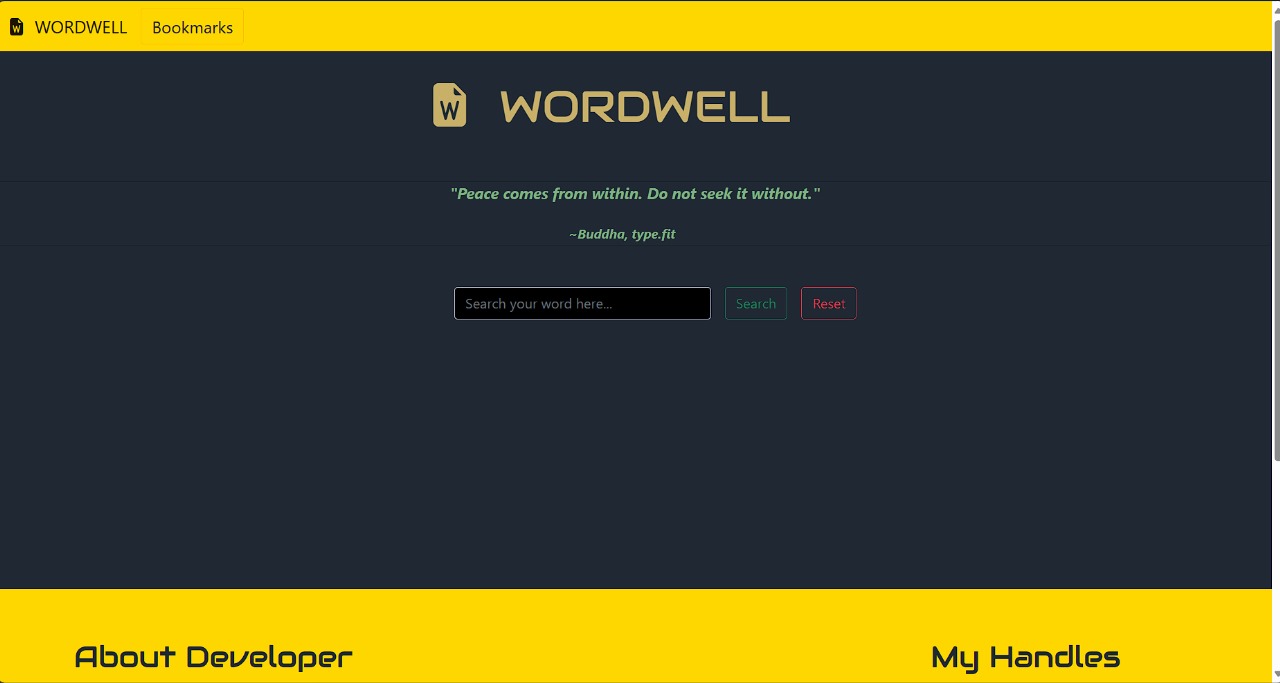 WORDWELL Bookmarks
WORDWELL
"Peace comes from within. Do not seek it without."
~Buddha, type.fit
Search your word here... Search Reset
About Developer My Handles